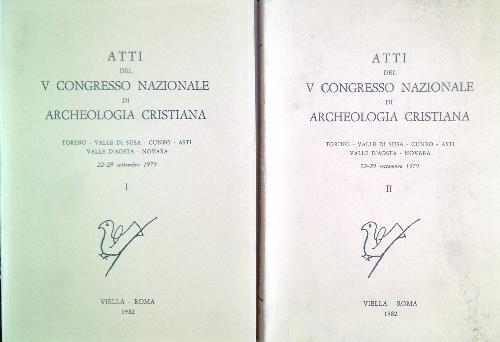 ATTI
DEL
V CONGRESSO NAZIONALE
DI
ARCHEOLOGIA CRISTIANA
TORINO - VALLE DI SUSA - CUNEO - ASTI
VALLE D'AOSTA - NOVARA
22-29 settembre 1979
I
VIELLA - ROMA
1982
ATTI
DEL
V CONGRESSO NAZIONALE
DI
ARCHEOLOGIA CRISTIANA
TORINO - VALLE DI SUSA - CUNEO - ASTI
VALLE D'AOSTA - NOVARA
22-29 settembre 1979
II
VIELLA - ROMA
1982